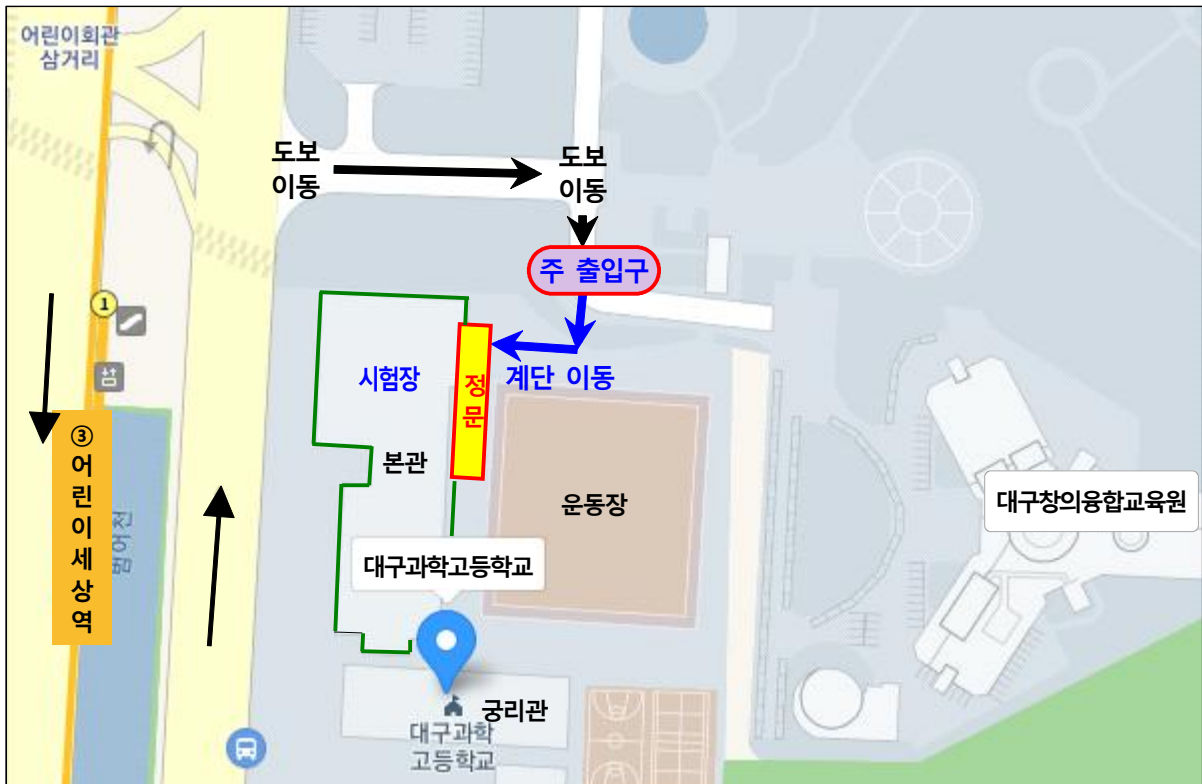 어린이회관
삼거리
도보
이동
도보
이동
주 출입구
1
시험장
정
문
계단 이동
본관
운동장
대구창의융합교육원
③
어
린
이
세
상
역
범어천
대구과학고등학교
궁리관
대구과학
고등학교